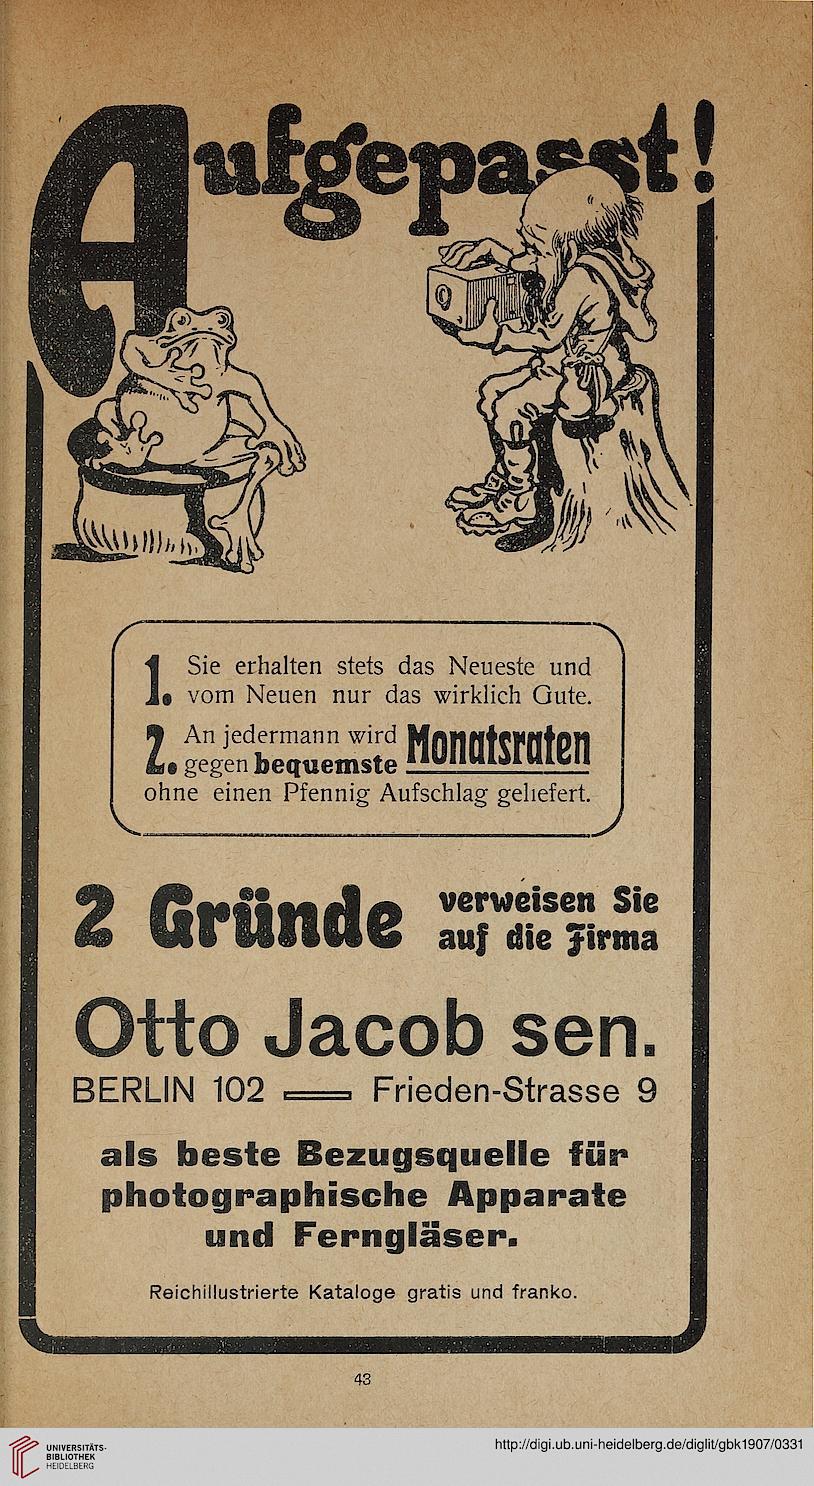 Aufgepasst!
1. Sie erhalten stets das Neueste und
vom Neuen nur das wirklich Gute.
2. An jedermann wird Monatsraten
gegen bequemste
ohne einen Pfennig Aufschlag geliefert.
2 Gründe verweisen Sie
auf die Firma
Otto Jacob sen.
BERLIN 102 Frieden-Strasse 9
als beste Bezugsquelle für
photographische Apparate
und Ferngläser.
Reichillustrierte Kataloge gratis und franko.
43
UNIVERSITÄTS-
BIBLIOTHEK
HEIDELBERG
http://digi.ub.uni-heidelberg.de/diglit/gbk1907/0331